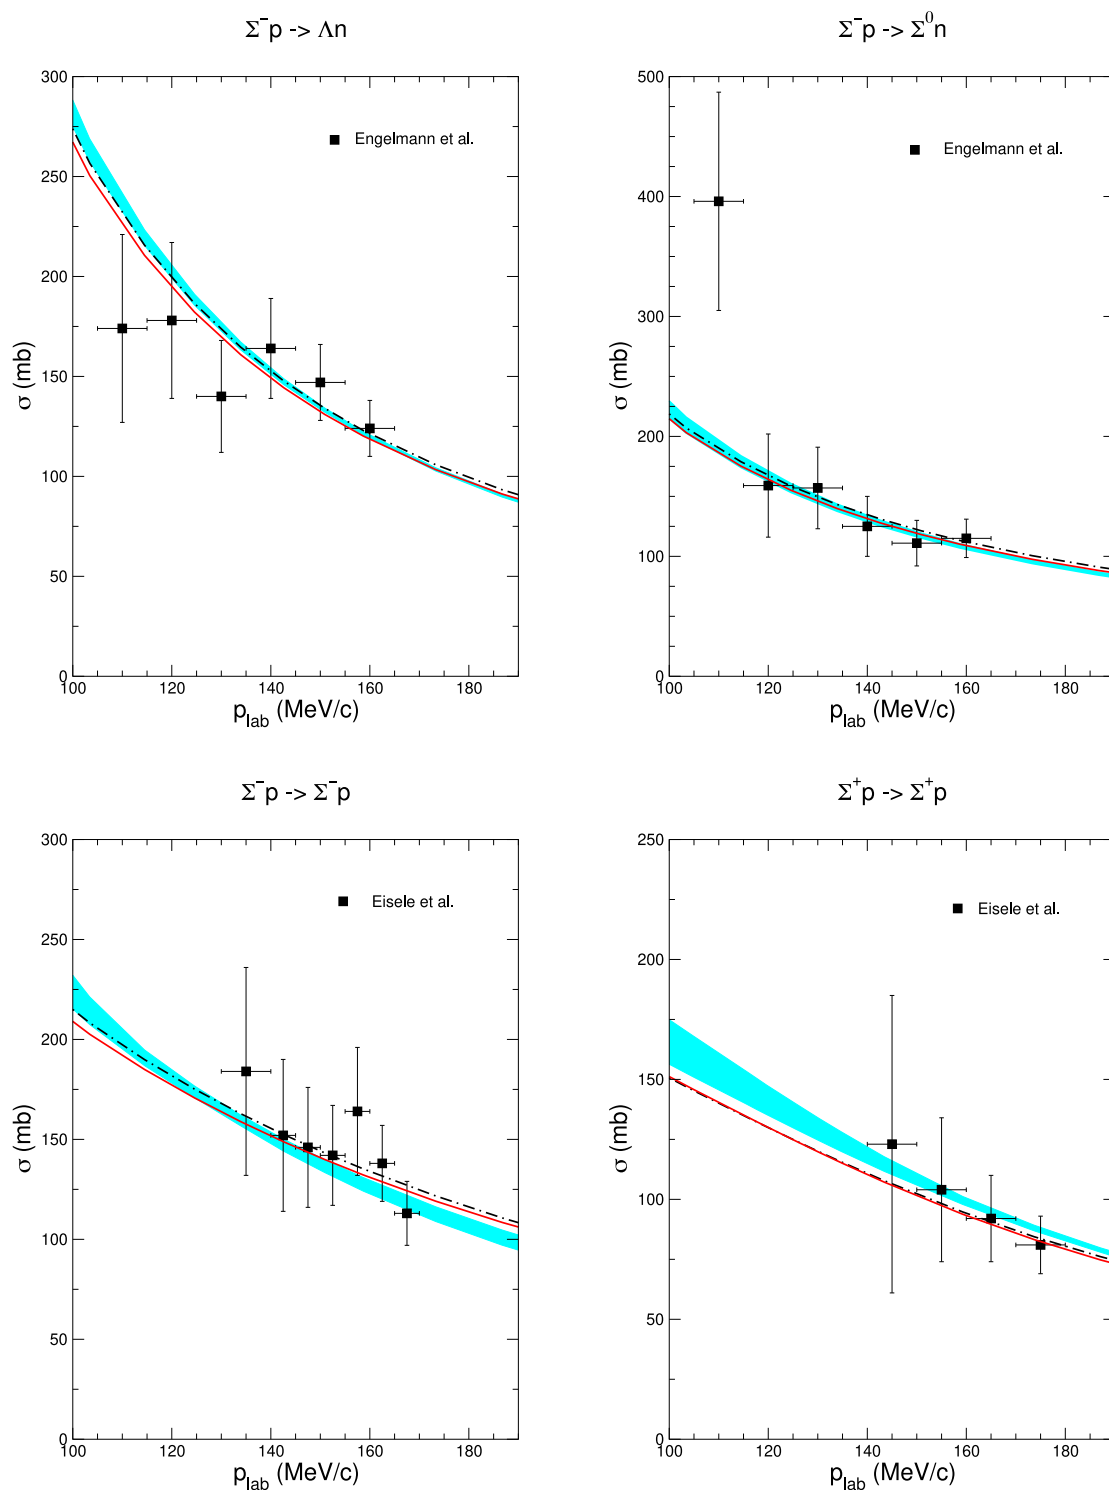 Σ⁻p -> Λn
300
250
200
150
100
50
0
σ (mb)
Engelmann et al.
100 120 140 160 180
p_lab (MeV/c)
Σ⁻p -> Σ⁰n
500
400
300
200
100
0
σ (mb)
Engelmann et al.
100 120 140 160 180
p_lab (MeV/c)
Σ⁻p -> Σ⁻p
300
250
200
150
100
50
0
σ (mb)
Eisele et al.
100 120 140 160 180
p_lab (MeV/c)
Σ⁺p -> Σ⁺p
250
200
150
100
50
0
σ (mb)
Eisele et al.
100 120 140 160 180
p_lab (MeV/c)